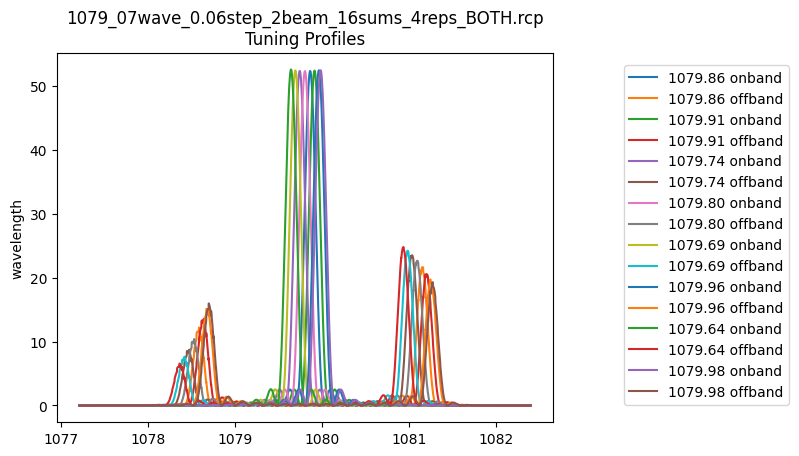 1079_07wave_0.06step_2beam_16sums_4reps_BOTH.rcp
Tuning Profiles
wavelength
50
40
30
20
10
0
1077 1078 1079 1080 1081 1082
1079.86 onband
1079.86 offband
1079.91 onband
1079.91 offband
1079.74 onband
1079.74 offband
1079.80 onband
1079.80 offband
1079.69 onband
1079.69 offband
1079.96 onband
1079.96 offband
1079.64 onband
1079.64 offband
1079.98 onband
1079.98 offband